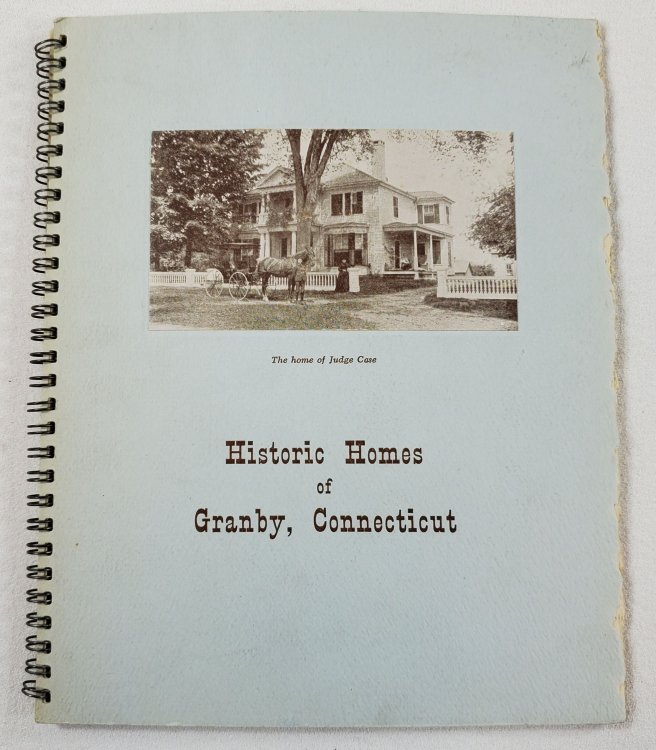 The home of Judge Case
Historic Homes
of
Granby, Connecticut